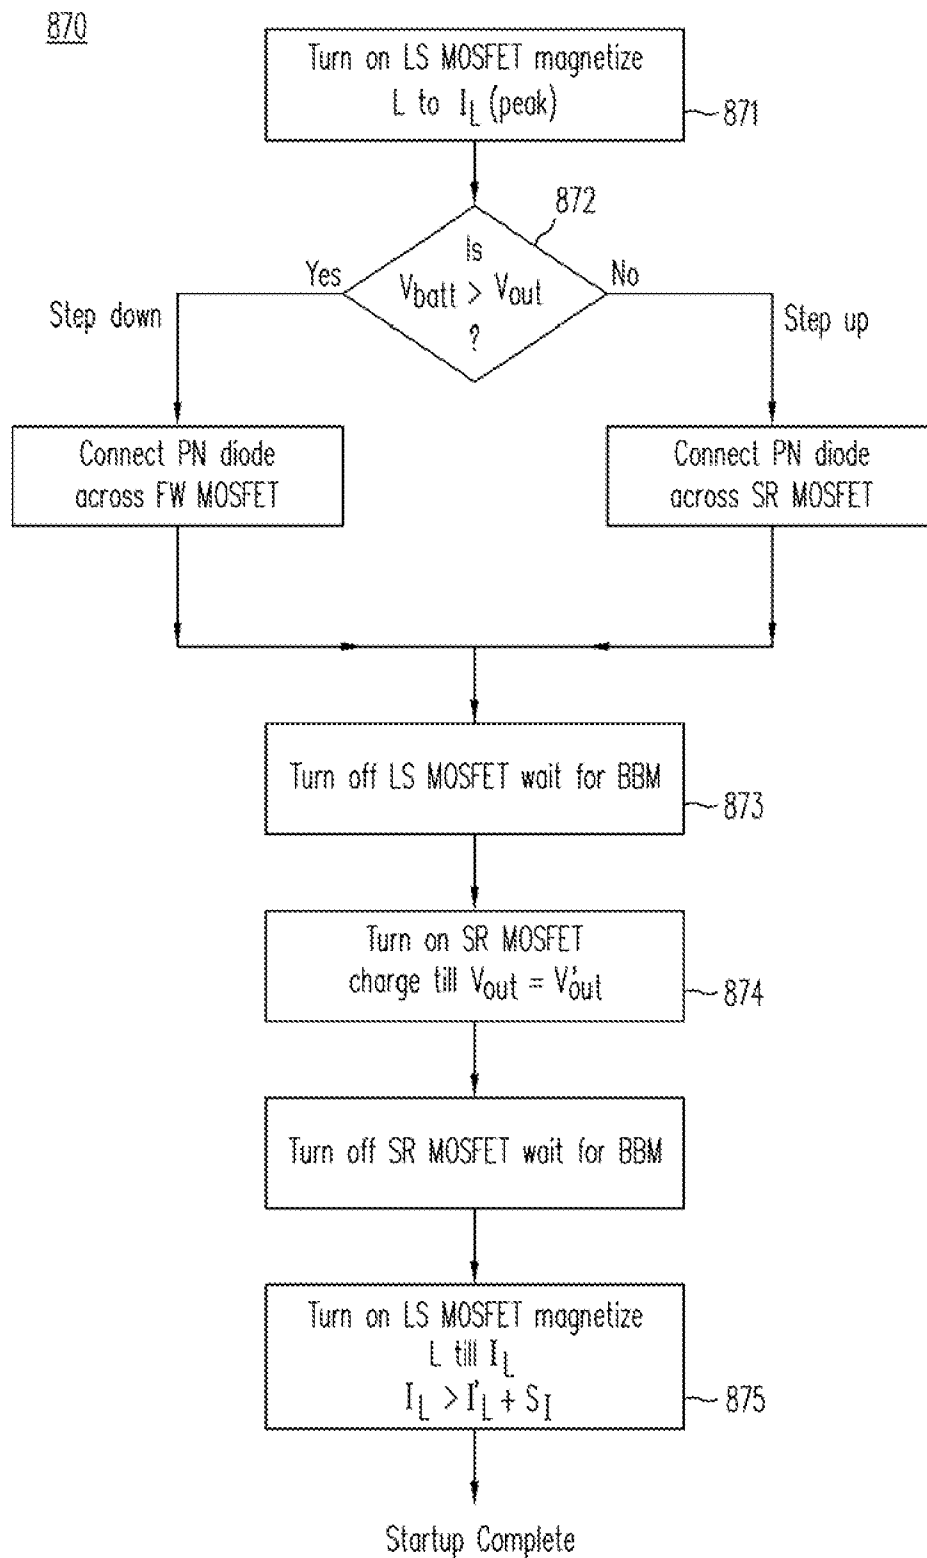 870
Turn on LS MOSFET magnetize
L to I_L (peak)
871
872
Is
V_batt > V_out
?
Yes
No
Step down
Step up
Connect PN diode
across FW MOSFET
Connect PN diode
across SR MOSFET
Turn off LS MOSFET wait for BBM
873
Turn on SR MOSFET
charge till V_out = V'_out
874
Turn off SR MOSFET wait for BBM
Turn on LS MOSFET magnetize
L till I_L
I_L > I'_L + S_I
875
Startup Complete